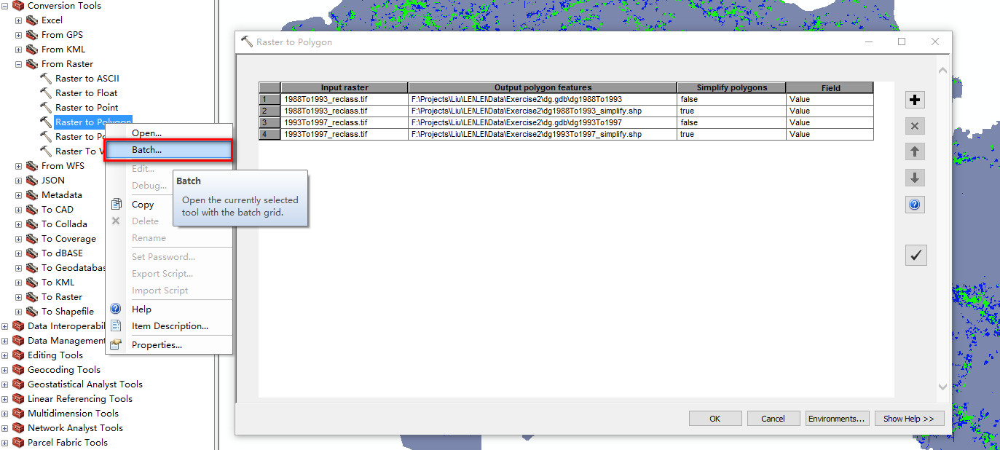 Conversion Tools
Excel
From GPS
From KML
From Raster
Raster to ASCII
Raster to Float
Raster to Point
Raster to Polygon
Raster to Po
Raster To V
From WFS
JSON
Metadata
To CAD
To Collada
To Coverage
To dBASE
To Geodatabas
To KML
To Raster
To Shapefile
Data Interoperabil
Data Management
Editing Tools
Geocoding Tools
Geostatistical Analyst Tools
Linear Referencing Tools
Multidimension Tools
Network Analyst Tools
Parcel Fabric Tools
Open...
Batch...
Edit...
Debug...
Copy
Delete
Rename
Set Password...
Export Script...
Import Script
Help
Item Description...
Properties...
Batch
Open the currently selected
tool with the batch grid.
Raster to Polygon
Input raster Output polygon features Simplify polygons Field
1 1988To1993_reclass.tif F:\Projects\Liu\LEI\LEI\Data\Exercise2\dg.gdb\dg1988To1993 false Value
2 1988To1993_reclass.tif F:\Projects\Liu\LEI\LEI\Data\Exercise2\dg1988To1993_simplify.shp true Value
3 1993To1997_reclass.tif F:\Projects\Liu\LEI\LEI\Data\Exercise2\dg.gdb\dg1993To1997 false Value
4 1993To1997_reclass.tif F:\Projects\Liu\LEI\LEI\Data\Exercise2\dg1993To1997_simplify.shp true Value
OK Cancel Environments... Show Help >>